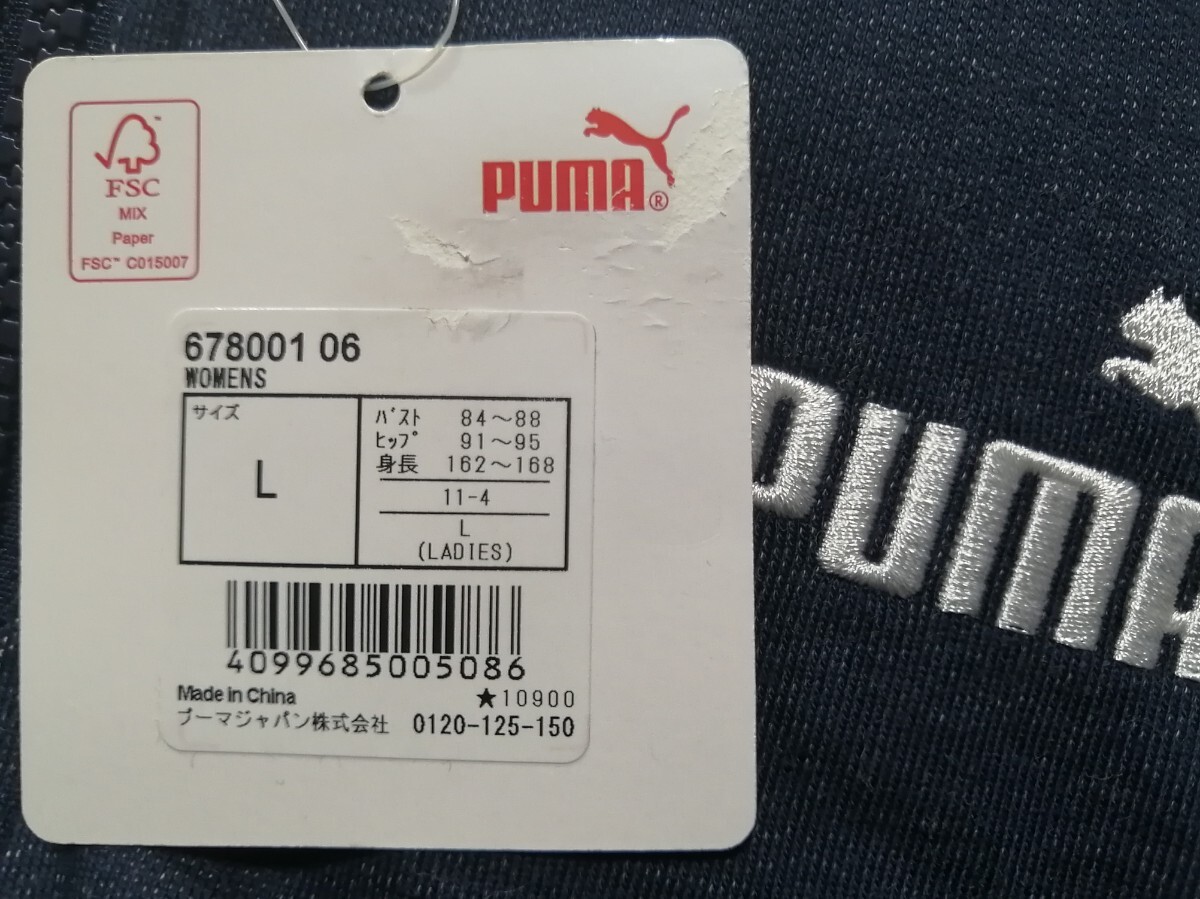 FSC™
MIX
Paper
FSC™ C015007
PUMA®
678001 06
WOMENS
サイズ
L
バスト 84～88
ヒップ 91～95
身長 162～168
11-4
L
(LADIES)
4099685005086
Made in China ★10900
プーマジャパン株式会社 0120-125-150
PUMA